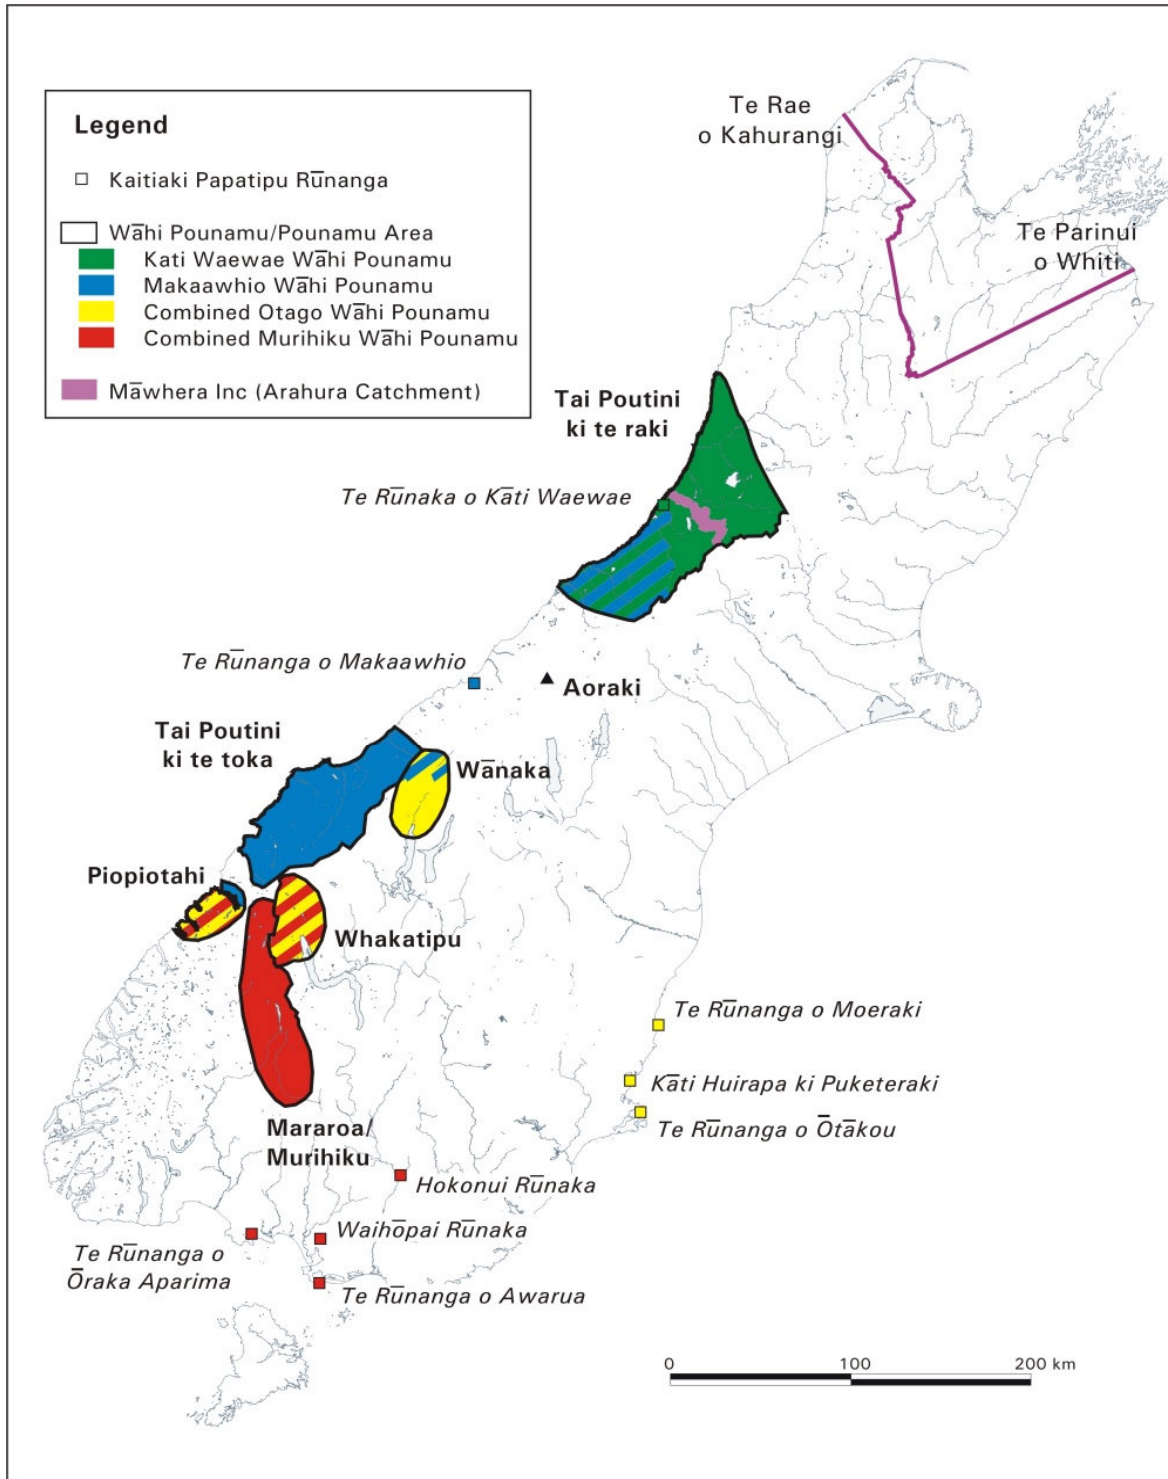 Legend
Kaitiaki Papatipu Rūnanga
Wāhi Pounamu/Pounamu Area
Kati Waewae Wāhi Pounamu
Makaawhio Wāhi Pounamu
Combined Otago Wāhi Pounamu
Combined Murihiku Wāhi Pounamu
Māwhera Inc (Arahura Catchment)
Te Rae
o Kahurangi
Te Parinui
o Whiti
Tai Poutini
ki te raki
Te Rūnaka o Kāti Waewae
Te Rūnanga o Makaawhio
Aoraki
Tai Poutini
ki te toka
Wānaka
Piopiotahi
Whakatipu
Te Rūnanga o Moeraki
Kāti Huirapa ki Puketeraki
Te Rūnanga o Ōtākou
Mararoa/
Murihiku
Hokonui Rūnaka
Waihōpai Rūnaka
Te Rūnanga o
Ōraka Aparima
Te Rūnanga o Awarua
0 100 200 km